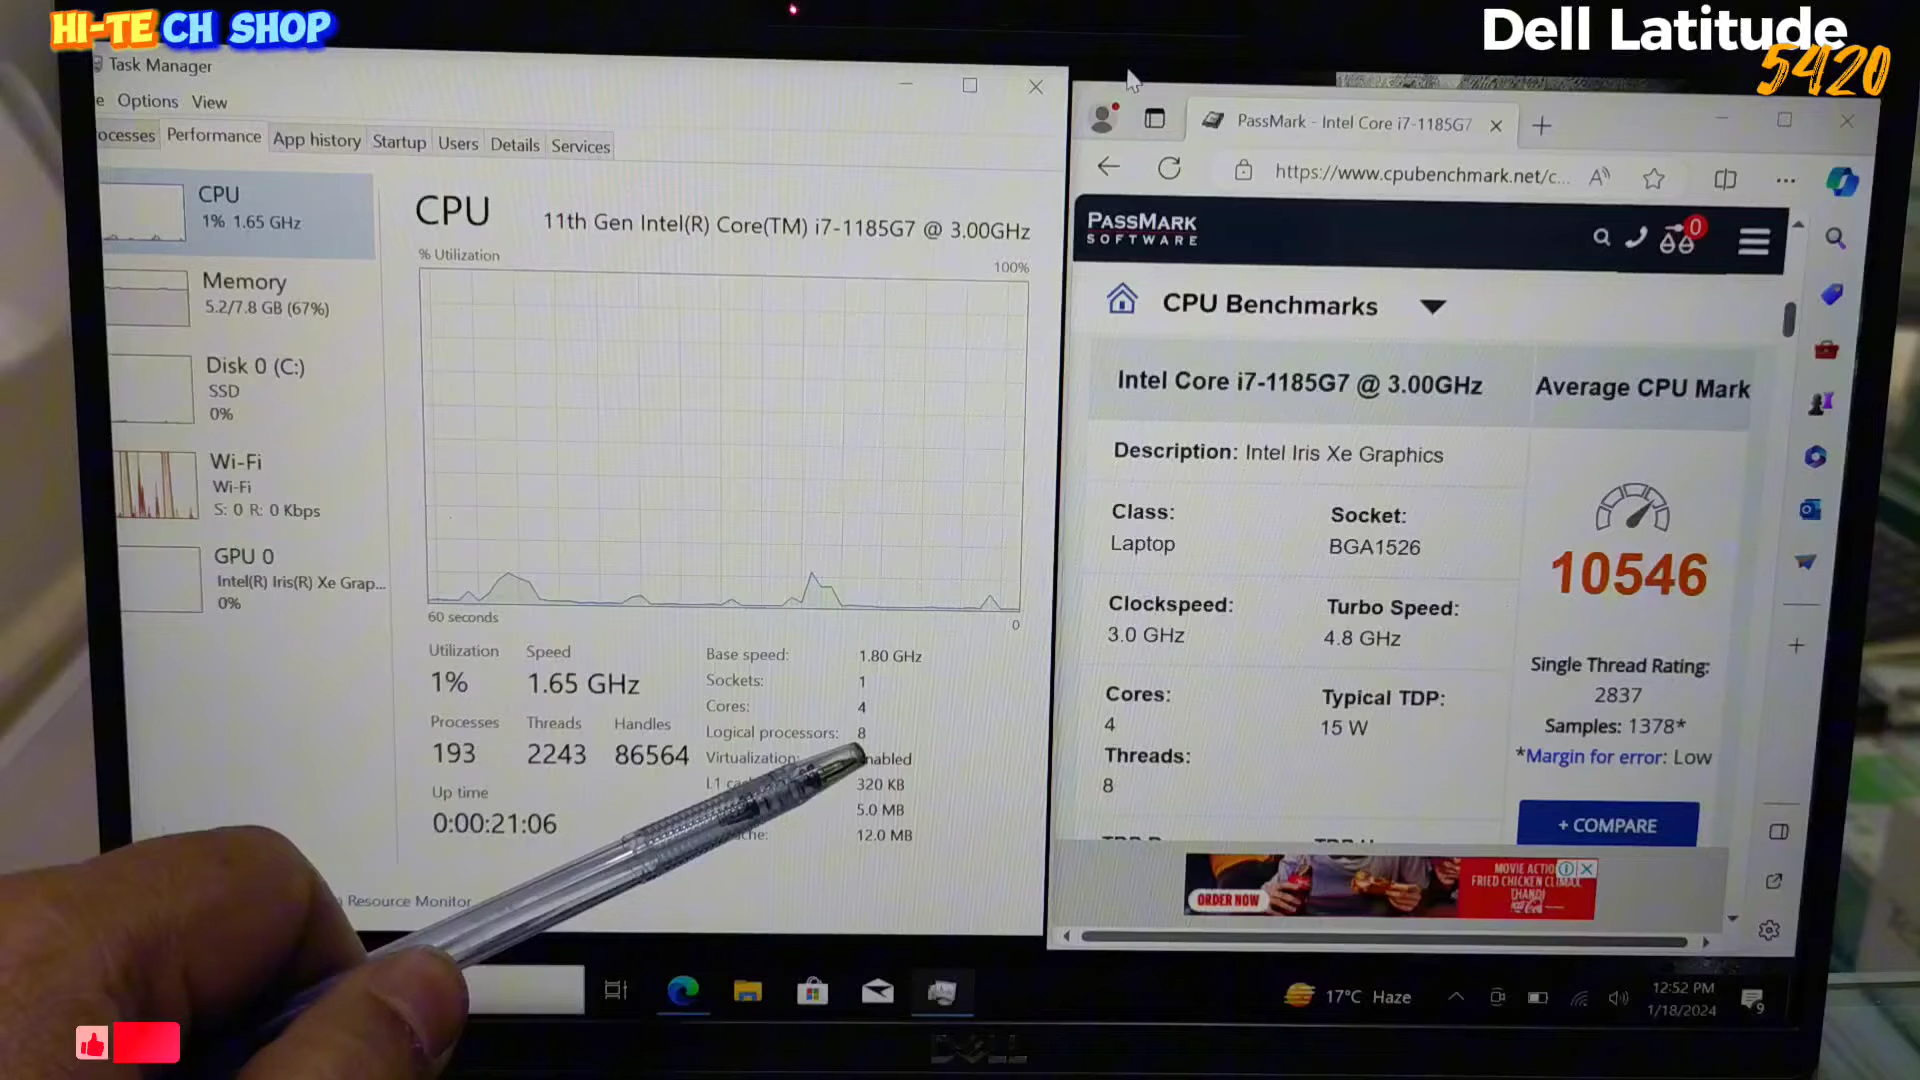 HI-TECH SHOP
Dell Latitude
5420
Task Manager
Options View
Performance App history Startup Users Details Services
CPU
1% 1.65 GHz
Memory
5.2/7.8 GB (67%)
Disk 0 (C:)
SSD
0%
Wi-Fi
Wi-Fi
S: 0 R: 0 Kbps
GPU 0
Intel(R) Iris(R) Xe Grap...
0%
CPU
11th Gen Intel(R) Core(TM) i7-1185G7 @ 3.00GHz
% Utilization
100%
60 seconds
0
Utilization Speed
1% 1.65 GHz
Processes Threads Handles
193 2243 86564
Up time
0:00:21:06
Base speed: 1.80 GHz
Sockets: 1
Cores: 4
Logical processors: 8
Virtualization: nabled
L1 320 KB
5.0 MB
12.0 MB
Resource Monitor
PassMark - Intel Core i7-1185G7
https://www.cpubenchmark.net/c...
PASSMARK
SOFTWARE
0
CPU Benchmarks
Intel Core i7-1185G7 @ 3.00GHz
Average CPU Mark
Description: Intel Iris Xe Graphics
Class:
Laptop
Socket:
BGA1526
Clockspeed:
3.0 GHz
Turbo Speed:
4.8 GHz
Cores:
4
Typical TDP:
15 W
Threads:
8
10546
Single Thread Rating:
2837
Samples: 1378*
*Margin for error: Low
+ COMPARE
ORDER NOW
MOVIE ACTIO
FRIED CHICKEN
THANDI
17°C Haze
12:52 PM
1/18/2024
9
DELL